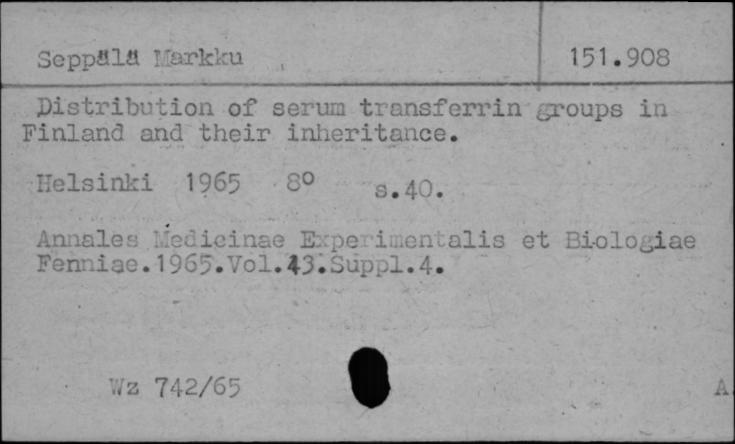 Seppälä Markku 151.908
Distribution of serum transferrin groups in
Finland and their inheritance.
Helsinki 1965 8º s.40.
Annales Medicinae Experimentalis et Biologiae
Fenniae.1965.Vol.43.Suppl.4.
Wz 742/65 A.